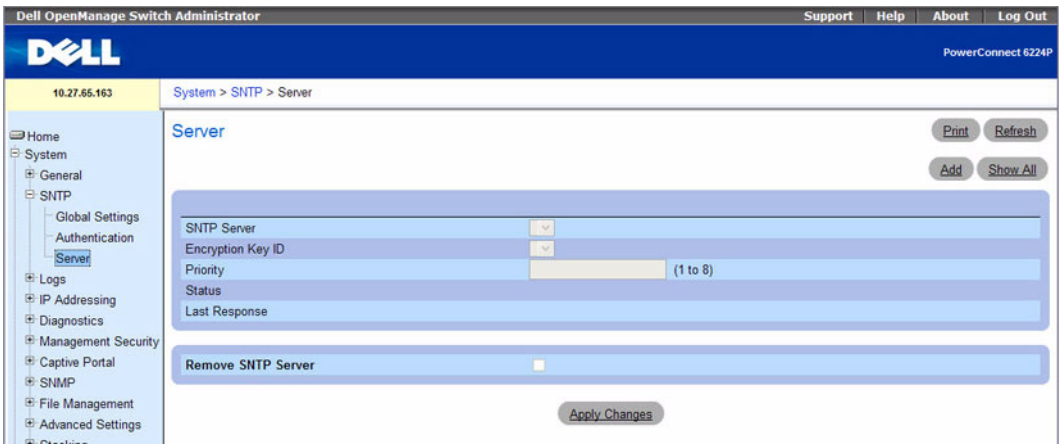 Dell OpenManage Switch Administrator
Support Help About Log Out
DELL
PowerConnect 6224P
10.27.65.163
System > SNTP > Server
Home
System
General
SNTP
Global Settings
Authentication
Server
Logs
IP Addressing
Diagnostics
Management Security
Captive Portal
SNMP
File Management
Advanced Settings
Stacking
Server
Print Refresh
Add Show All
SNTP Server
Encryption Key ID
Priority (1 to 8)
Status
Last Response
Remove SNTP Server
Apply Changes